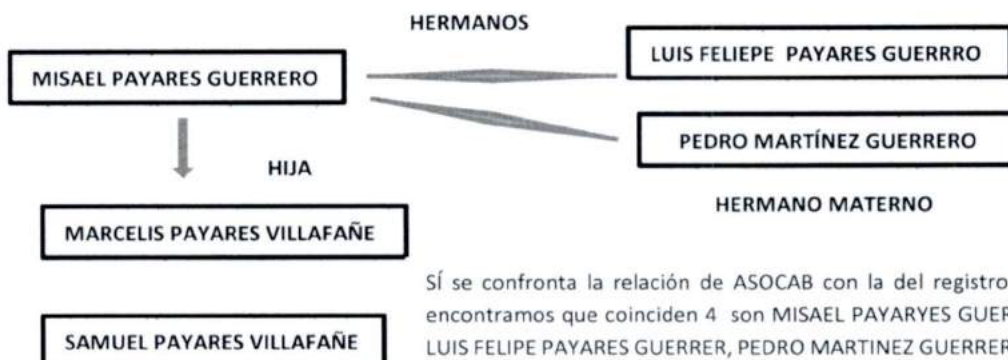 HERMANOS
MISAEL PAYARES GUERRERO
LUIS FELIEPE PAYARES GUERRRO
PEDRO MARTÍNEZ GUERRERO
HIJA
HERMANO MATERNO
MARCELIS PAYARES VILLAFAÑE
SAMUEL PAYARES VILLAFAÑE
SÍ se confronta la relación de ASOCAB con la del registro
encontramos que coinciden 4 son MISAEL PAYARYES GUER
LUIS FELIPE PAYARES GUERRER, PEDRO MARTINEZ GUERRER